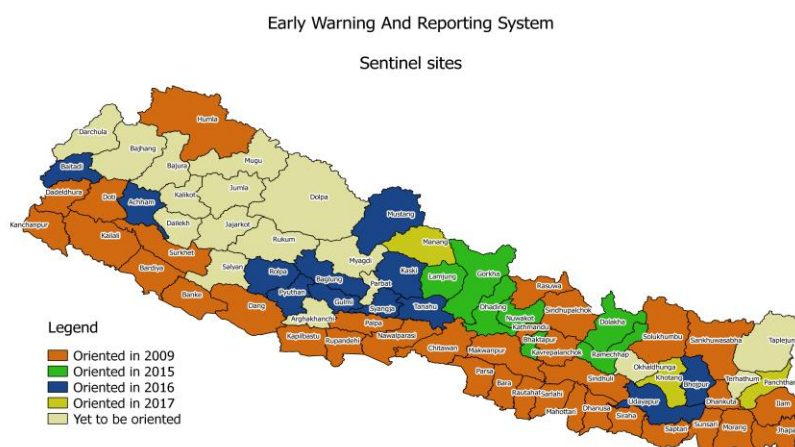 Early Warning And Reporting System
Sentinel sites
Humla
Darchula
Bajhang
Bajura
Mugu
Baitadi
Dadeldhura
Doti
Achham
Kalikot
Jumla
Dolpa
Mustang
Kanchanpur
Kailali
Dailekh
Jajarkot
Rukum
Manang
Surkhet
Salyan
Myagdi
Bardiya
Banke
Dang
Rolpa
Baglung
Parbat
Kaski
Lamjung
Gorkha
Pyuthan
Gulmi
Syangja
Tanahu
Dhading
Rasuwa
Arghakhanchi
Palpa
Nuwakot
Sindhupalchok
Dolakha
Kathmandu
Kapilbastu
Rupandehi
Nawalparasi
Chitawan
Makwanpur
Bhaktapur
Kavrepalanchok
Ramechhap
Solukhumbu
Sankhuwasabha
Taplejun
Parsa
Bara
Rautahat
Sarlahi
Sindhuli
Okhaldhunga
Khotang
Bhojpur
Terhathum
Panchthar
Mahottari
Dhanusa
Siraha
Udayapur
Saptari
Sunsari
Dhankuta
Morang
Ilam
Jhapa
Legend
Oriented in 2009
Oriented in 2015
Oriented in 2016
Oriented in 2017
Yet to be oriented